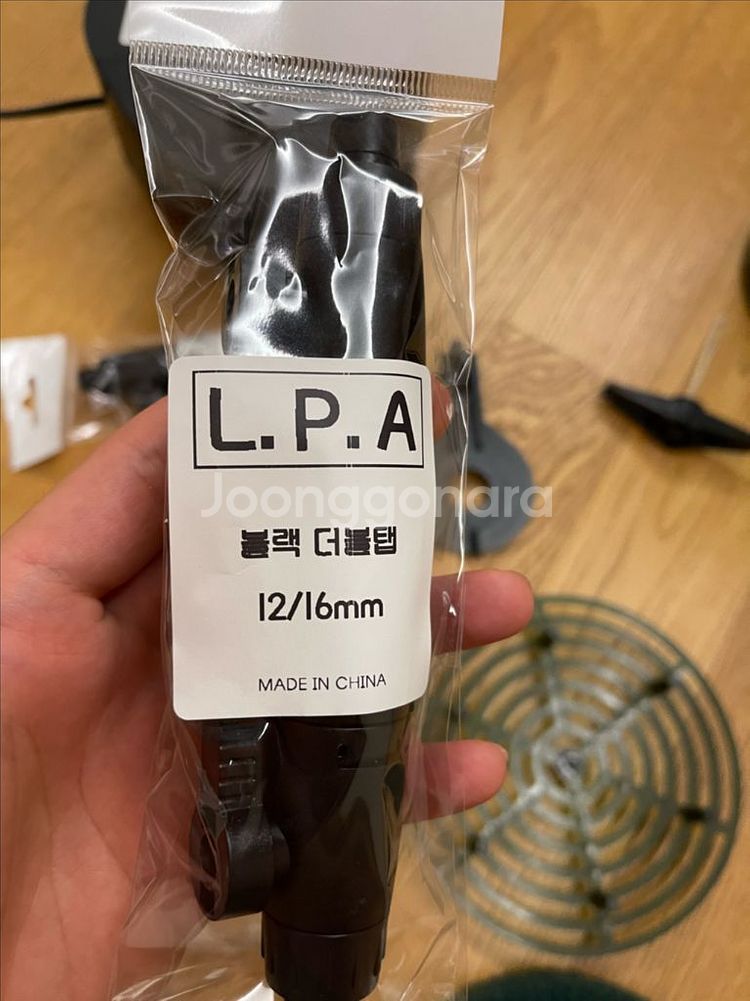 L.P.A
Joonggonara
블랙 더블탭
12/16mm
MADE IN CHINA